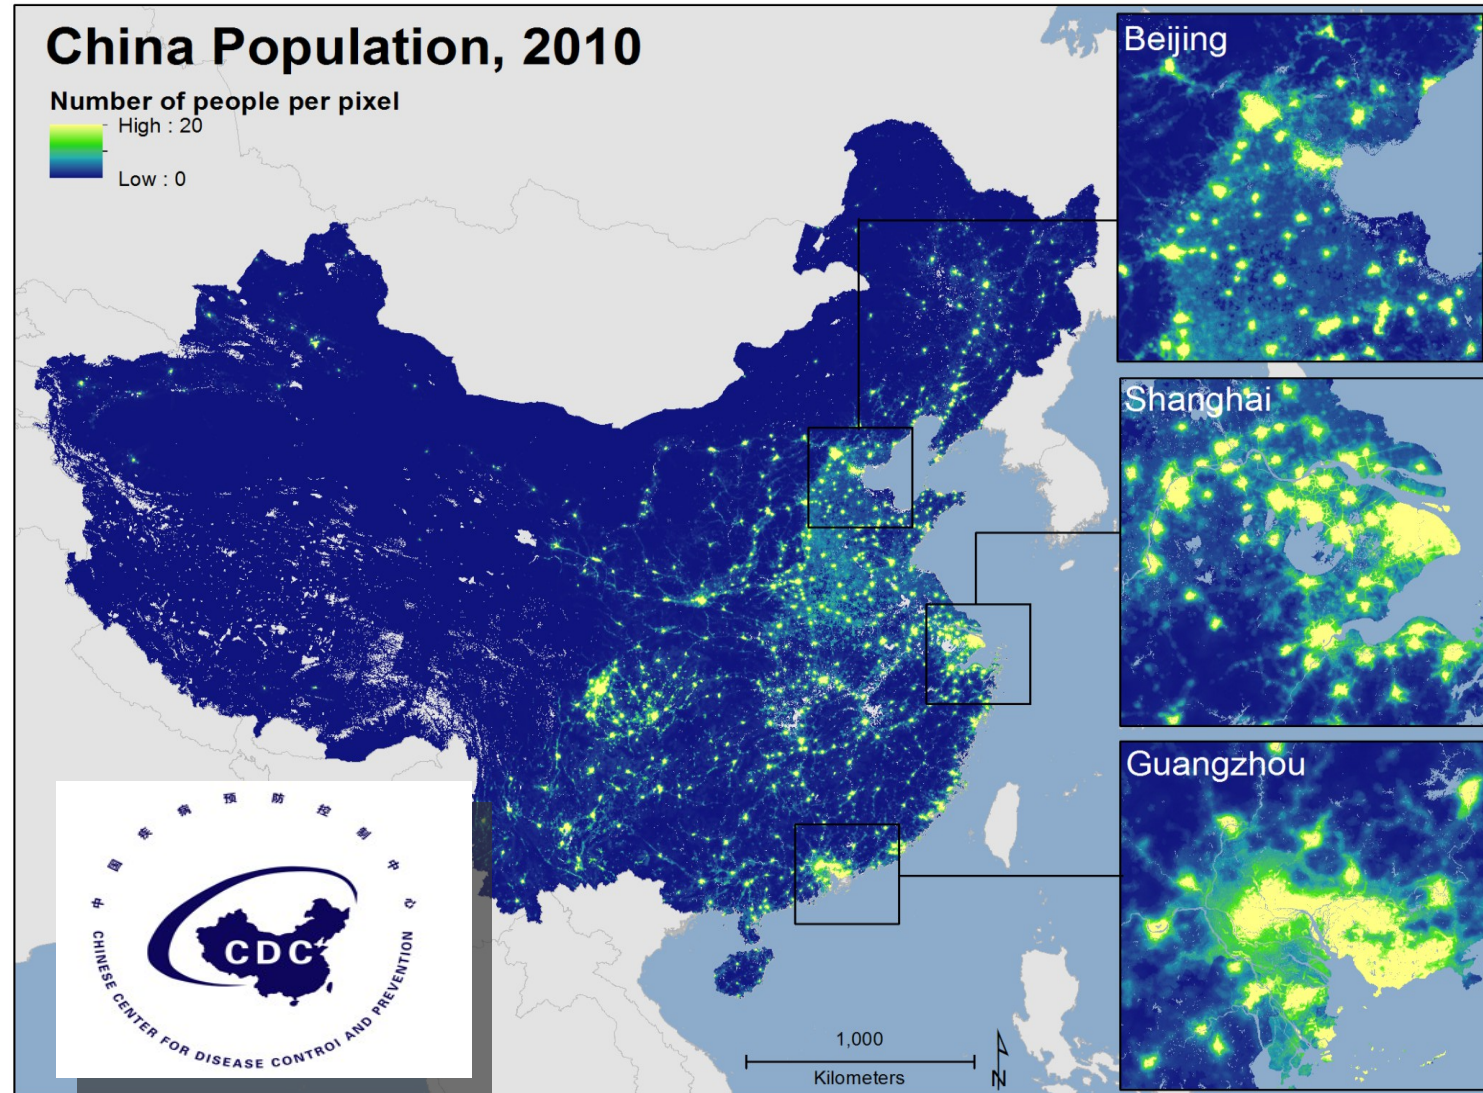 China Population, 2010
Number of people per pixel
High : 20
Low : 0
Beijing
Shanghai
Guangzhou
中国疾病预防控制中心
CDC
CHINESE CENTER FOR DISEASE CONTROI AND PREVENTION
1,000
Kilometers
N